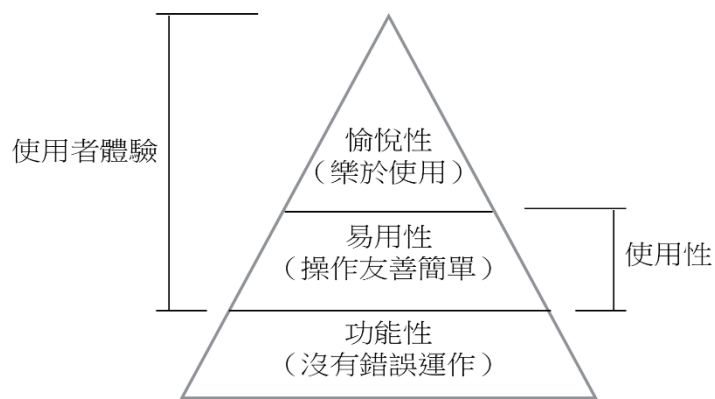 愉悅性
（樂於使用）
使用者體驗
易用性
（操作友善簡單）
使用性
功能性
（沒有錯誤運作）